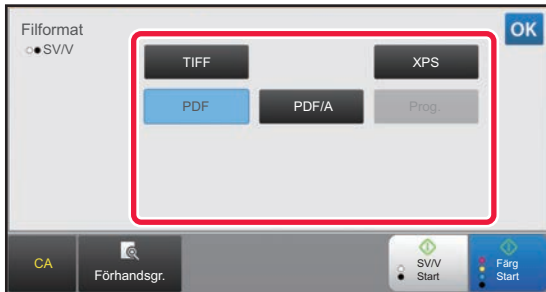 Filformat
SV/V
OK
TIFF
XPS
PDF
PDF/A
Prog.
CA
Förhandsgr.
SV/V
Start
Färg
Start